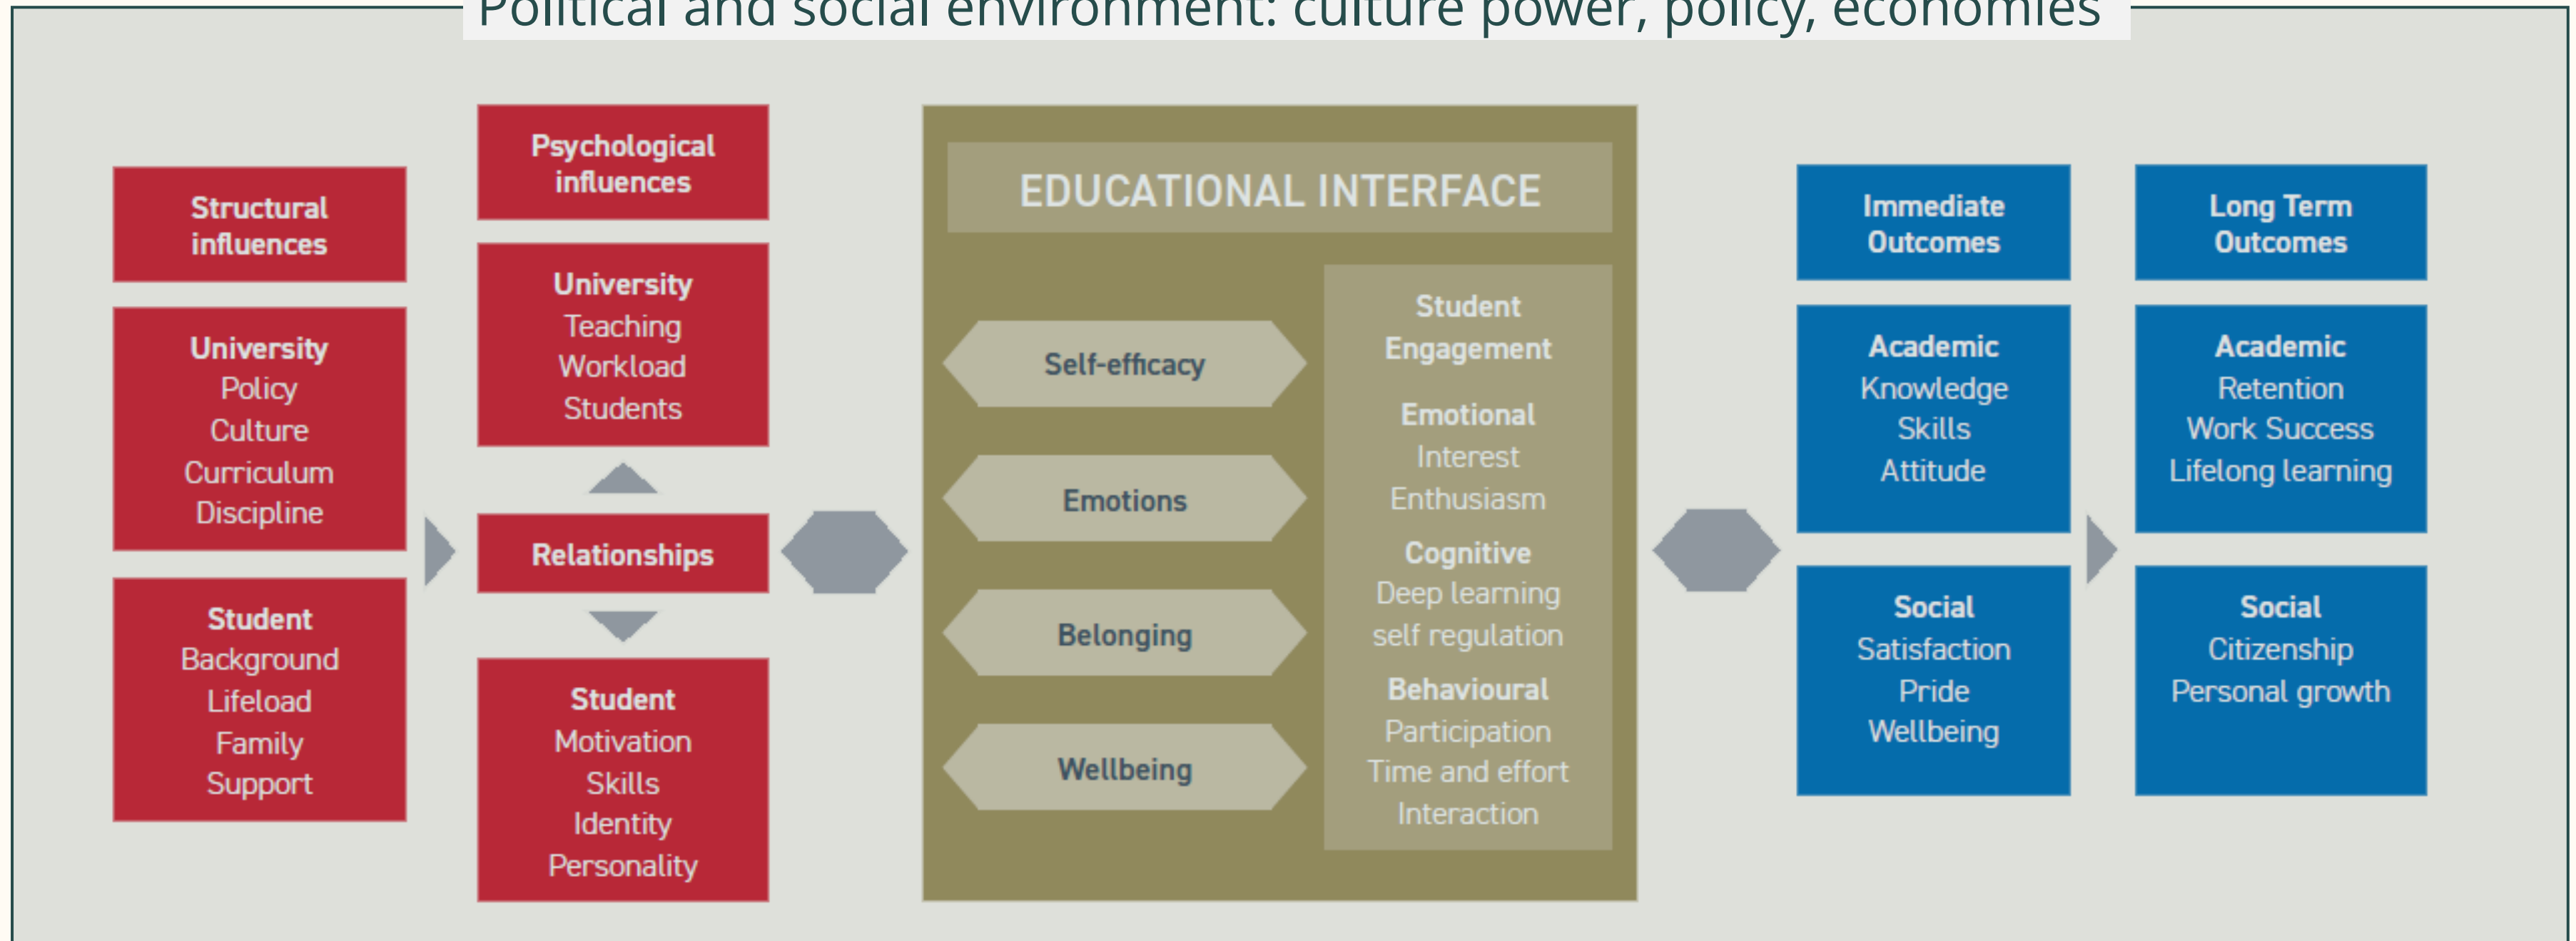 Political and social environment: culture power, policy, economies
Structural
influences
University
Policy
Culture
Curriculum
Discipline
Student
Background
Lifeload
Family
Support
Psychological
influences
University
Teaching
Workload
Students
Relationships
Student
Motivation
Skills
Identity
Personality
EDUCATIONAL INTERFACE
Self-efficacy
Emotions
Belonging
Wellbeing
Student
Engagement
Emotional
Interest
Enthusiasm
Cognitive
Deep learning
self regulation
Behavioural
Participation
Time and effort
Interaction
Immediate
Outcomes
Academic
Knowledge
Skills
Attitude
Social
Satisfaction
Pride
Wellbeing
Long Term
Outcomes
Academic
Retention
Work Success
Lifelong learning
Social
Citizenship
Personal growth